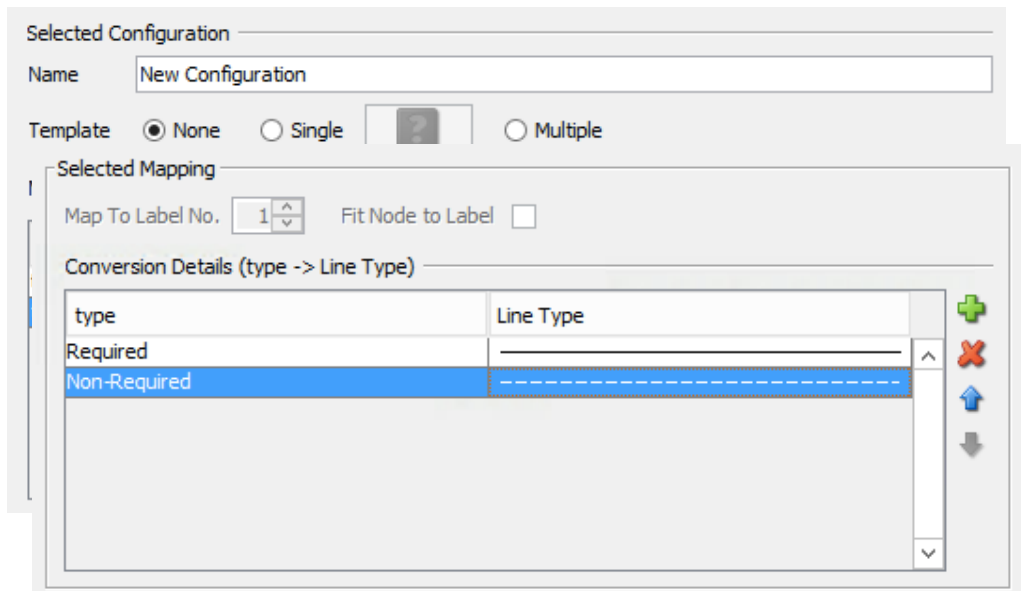 Selected Configuration
Name New Configuration
Template None Single ? Multiple
Selected Mapping
Map To Label No. 1 Fit Node to Label
Conversion Details (type -> Line Type)
type Line Type
Required
Non-Required